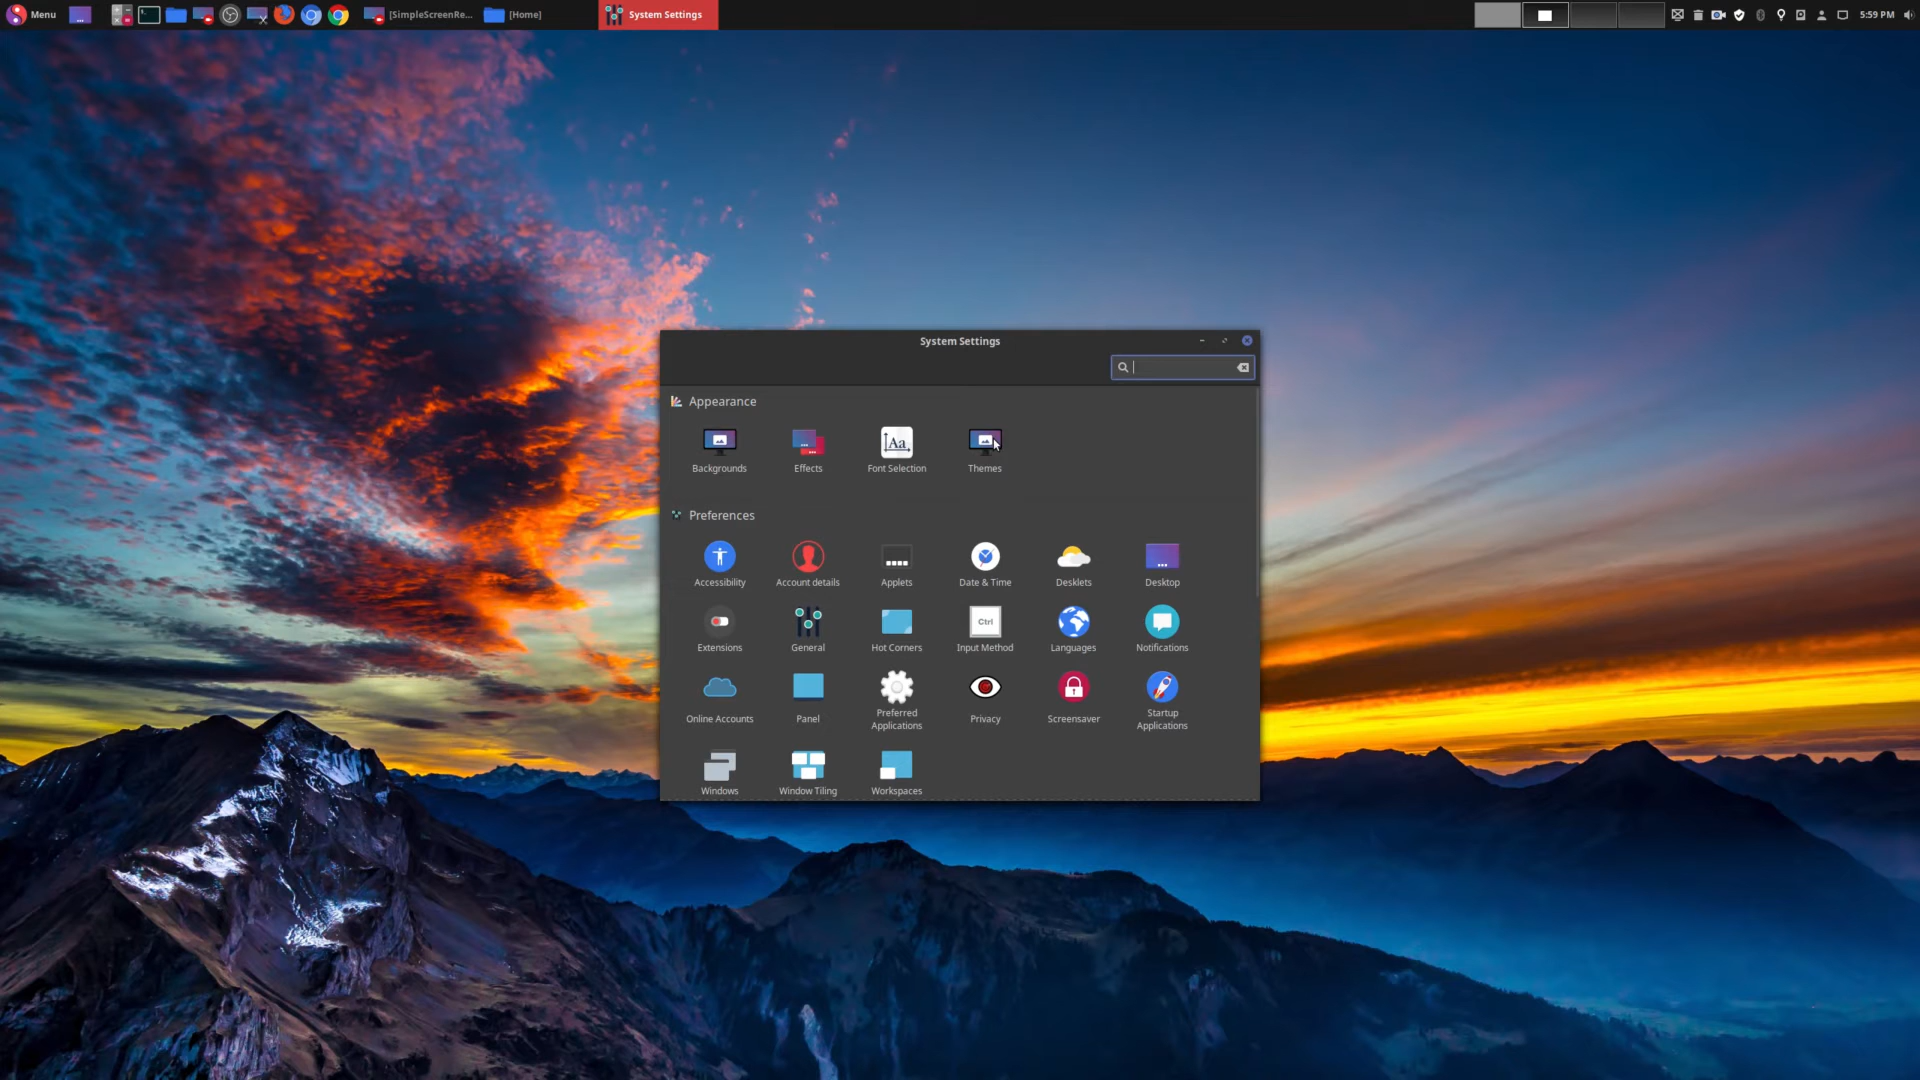 Menu
[SimpleScreenRe...
[Home]
System Settings
5:59 PM
System Settings
Appearance
Aa
Backgrounds
Effects
Font Selection
Themes
Preferences
Accessibility
Account details
Applets
Date & Time
Desklets
Desktop
Ctrl
Extensions
General
Hot Corners
Input Method
Languages
Notifications
Online Accounts
Panel
Preferred
Applications
Privacy
Screensaver
Startup
Applications
Windows
Window Tiling
Workspaces